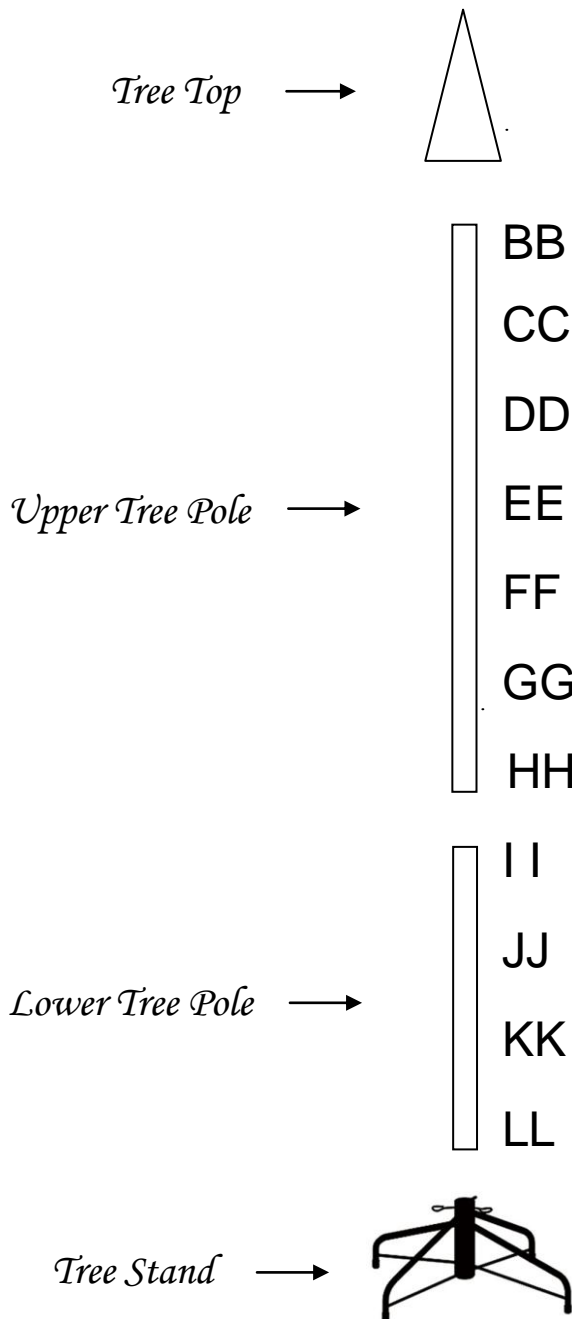 Tree Top
BB
CC
DD
Upper Tree Pole
EE
FF
GG
HH
I I
JJ
Lower Tree Pole
KK
LL
Tree Stand